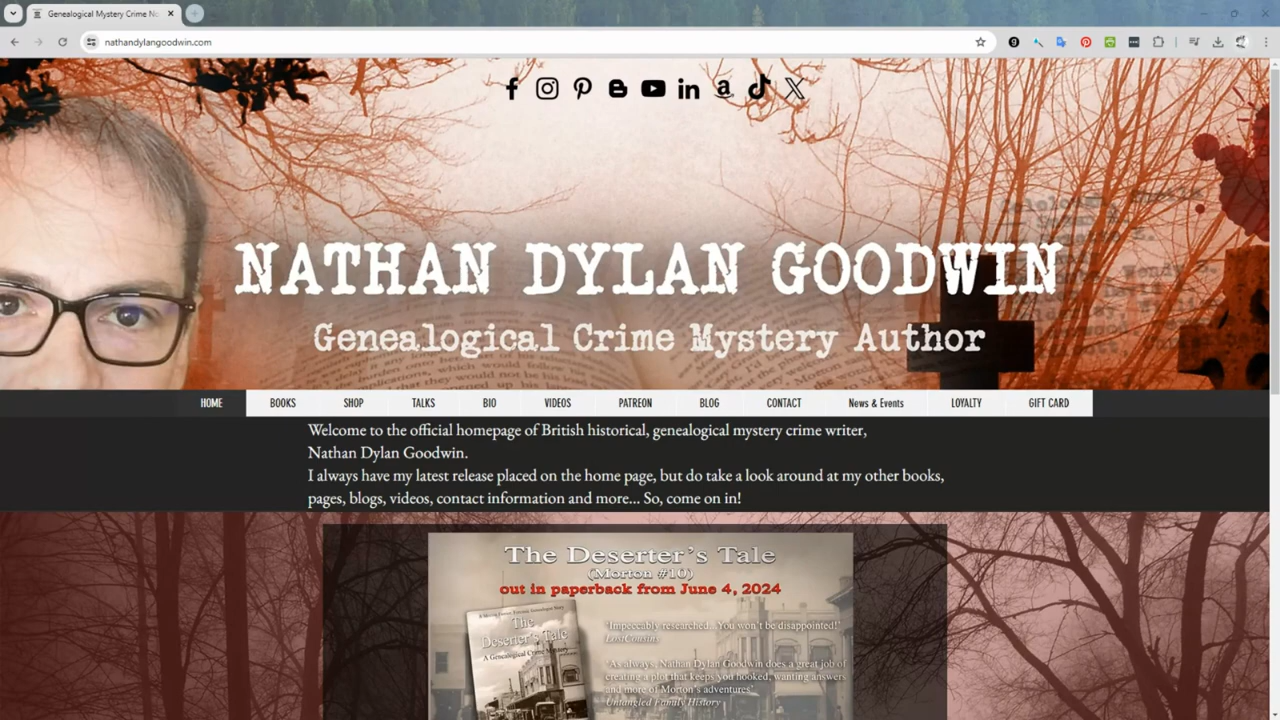 Genealogical Mystery Crime No
nathandylangoodwin.com
NATHAN DYLAN GOODWIN
Genealogical Crime Mystery Author
HOME BOOKS SHOP TALKS BIO VIDEOS PATREON BLOG CONTACT News & Events LOYALTY GIFT CARD
Welcome to the official homepage of British historical, genealogical mystery crime writer,
Nathan Dylan Goodwin.
I always have my latest release placed on the home page, but do take a look around at my other books,
pages, blogs, videos, contact information and more... So, come on in!
The Deserter's Tale
(Morton #10)
out in paperback from June 4, 2024
'Impeccably researched...You won't be disappointed!'
LostCousins
'As always, Nathan Dylan Goodwin does a great job of
creating a plot that keeps you hooked, wanting answers
and more of Morton's adventures'
Untangled Family History
The
Deserter's Tale
A Genealogical Crime Mystery